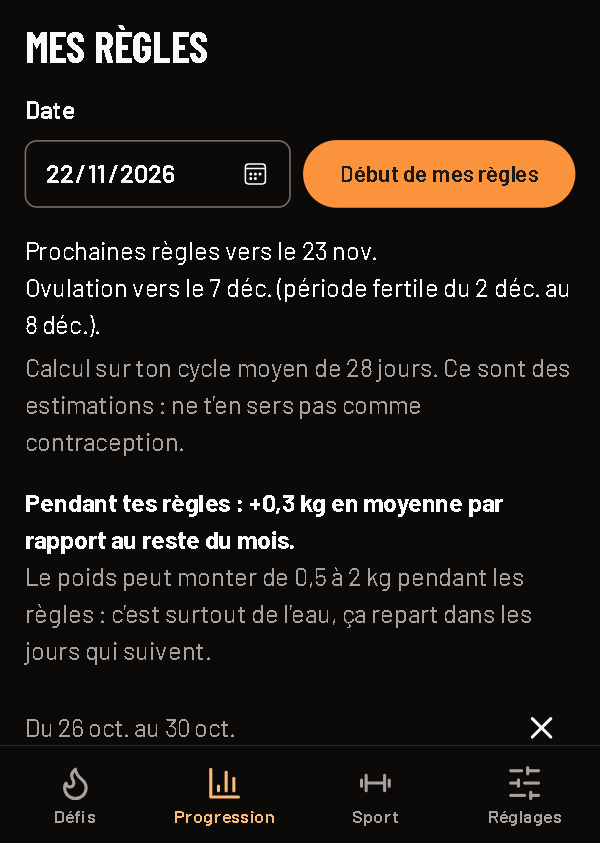 MES RÈGLES
Date
22/11/2026
Début de mes règles
Prochaines règles vers le 23 nov.
Ovulation vers le 7 déc. (période fertile du 2 déc. au
8 déc.).
Calcul sur ton cycle moyen de 28 jours. Ce sont des
estimations : ne t’en sers pas comme
contraception.
Pendant tes règles : +0,3 kg en moyenne par
rapport au reste du mois.
Le poids peut monter de 0,5 à 2 kg pendant les
règles : c’est surtout de l’eau, ça repart dans les
jours qui suivent.
Du 26 oct. au 30 oct.
Défis
Progression
Sport
Réglages